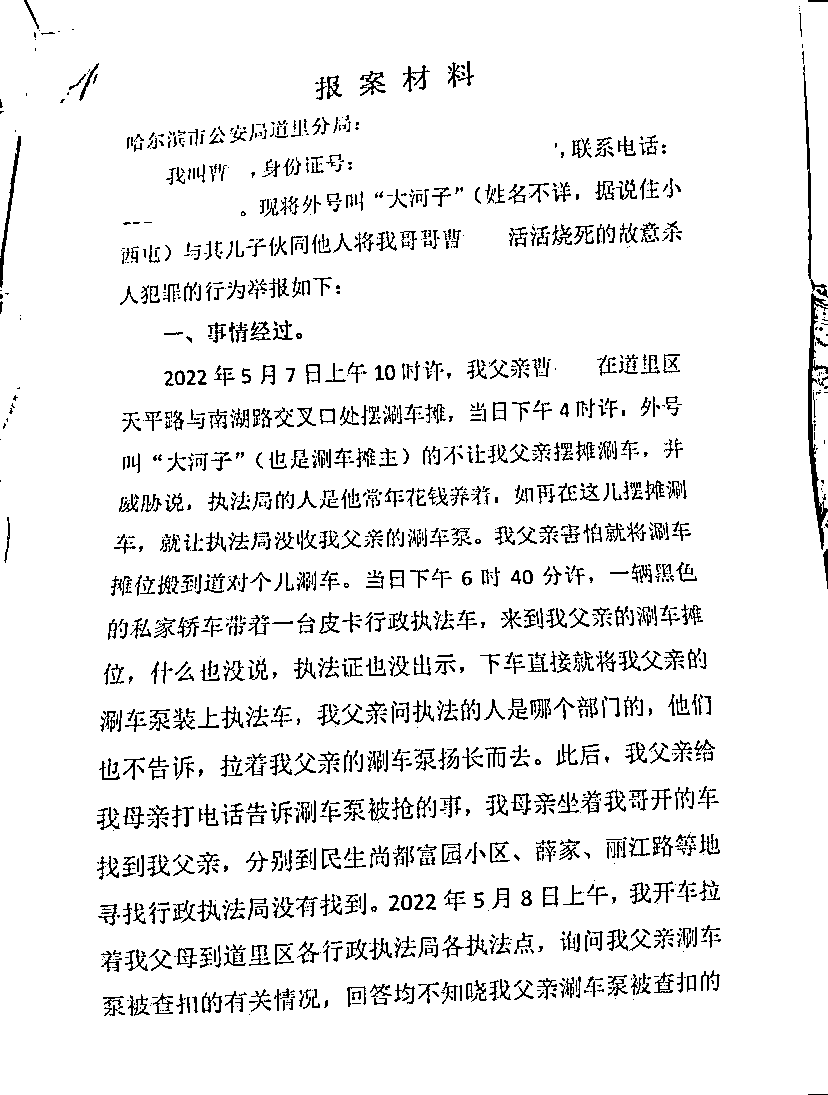 报案材料
哈尔滨市公安局道里分局：
我叫曹 ，身份证号： ，联系电话：
。现将外号叫“大河子”（姓名不详，据说住小
西屯）与其儿子伙同他人将我哥哥曹 活活烧死的故意杀
人犯罪的行为举报如下：
一、事情经过。
2022年5月7日上午10时许，我父亲曹 在道里区
天平路与南湖路交叉口处摆涮车摊，当日下午4时许，外号
叫“大河子”（也是涮车摊主）的不让我父亲摆摊涮车，并
威胁说，执法局的人是他常年花钱养着，如再在这儿摆摊涮
车，就让执法局没收我父亲的涮车泵。我父亲害怕就将涮车
摊位搬到道对个儿涮车。当日下午6时40分许，一辆黑色
的私家轿车带着一台皮卡行政执法车，来到我父亲的涮车摊
位，什么也没说，执法证也没出示，下车直接就将我父亲的
涮车泵装上执法车，我父亲问执法的人是哪个部门的，他们
也不告诉，拉着我父亲的涮车泵扬长而去。此后，我父亲给
我母亲打电话告诉涮车泵被抢的事，我母亲坐着我哥开的车
找到我父亲，分别到民生尚都富园小区、薛家、丽江路等地
寻找行政执法局没有找到。2022年5月8日上午，我开车拉
着我父母到道里区各行政执法局各执法点，询问我父亲涮车
泵被查扣的有关情况，回答均不知晓我父亲涮车泵被查扣的